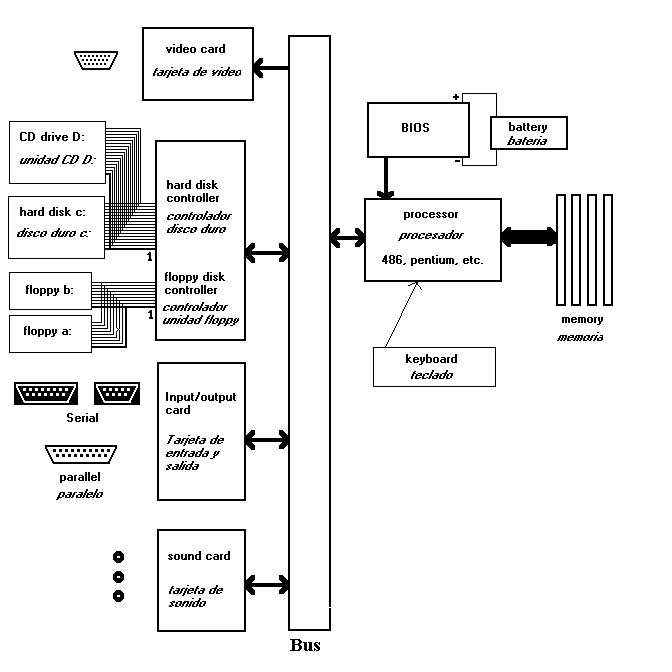 video card
tarjeta de video
CD drive D:
unidad CD D:
hard disk c:
disco duro c:
floppy b:
floppy a:
hard disk
controller
controlador
disco duro
1
floppy disk
controller
controlador
unidad floppy
1
Serial
parallel
paralelo
Input/output
card
Tarjeta de
entrada y
salida
sound card
tarjeta de
sonido
Bus
BIOS
+
-
battery
bateria
processor
procesador
486, pentium, etc.
keyboard
teclado
memory
memoria